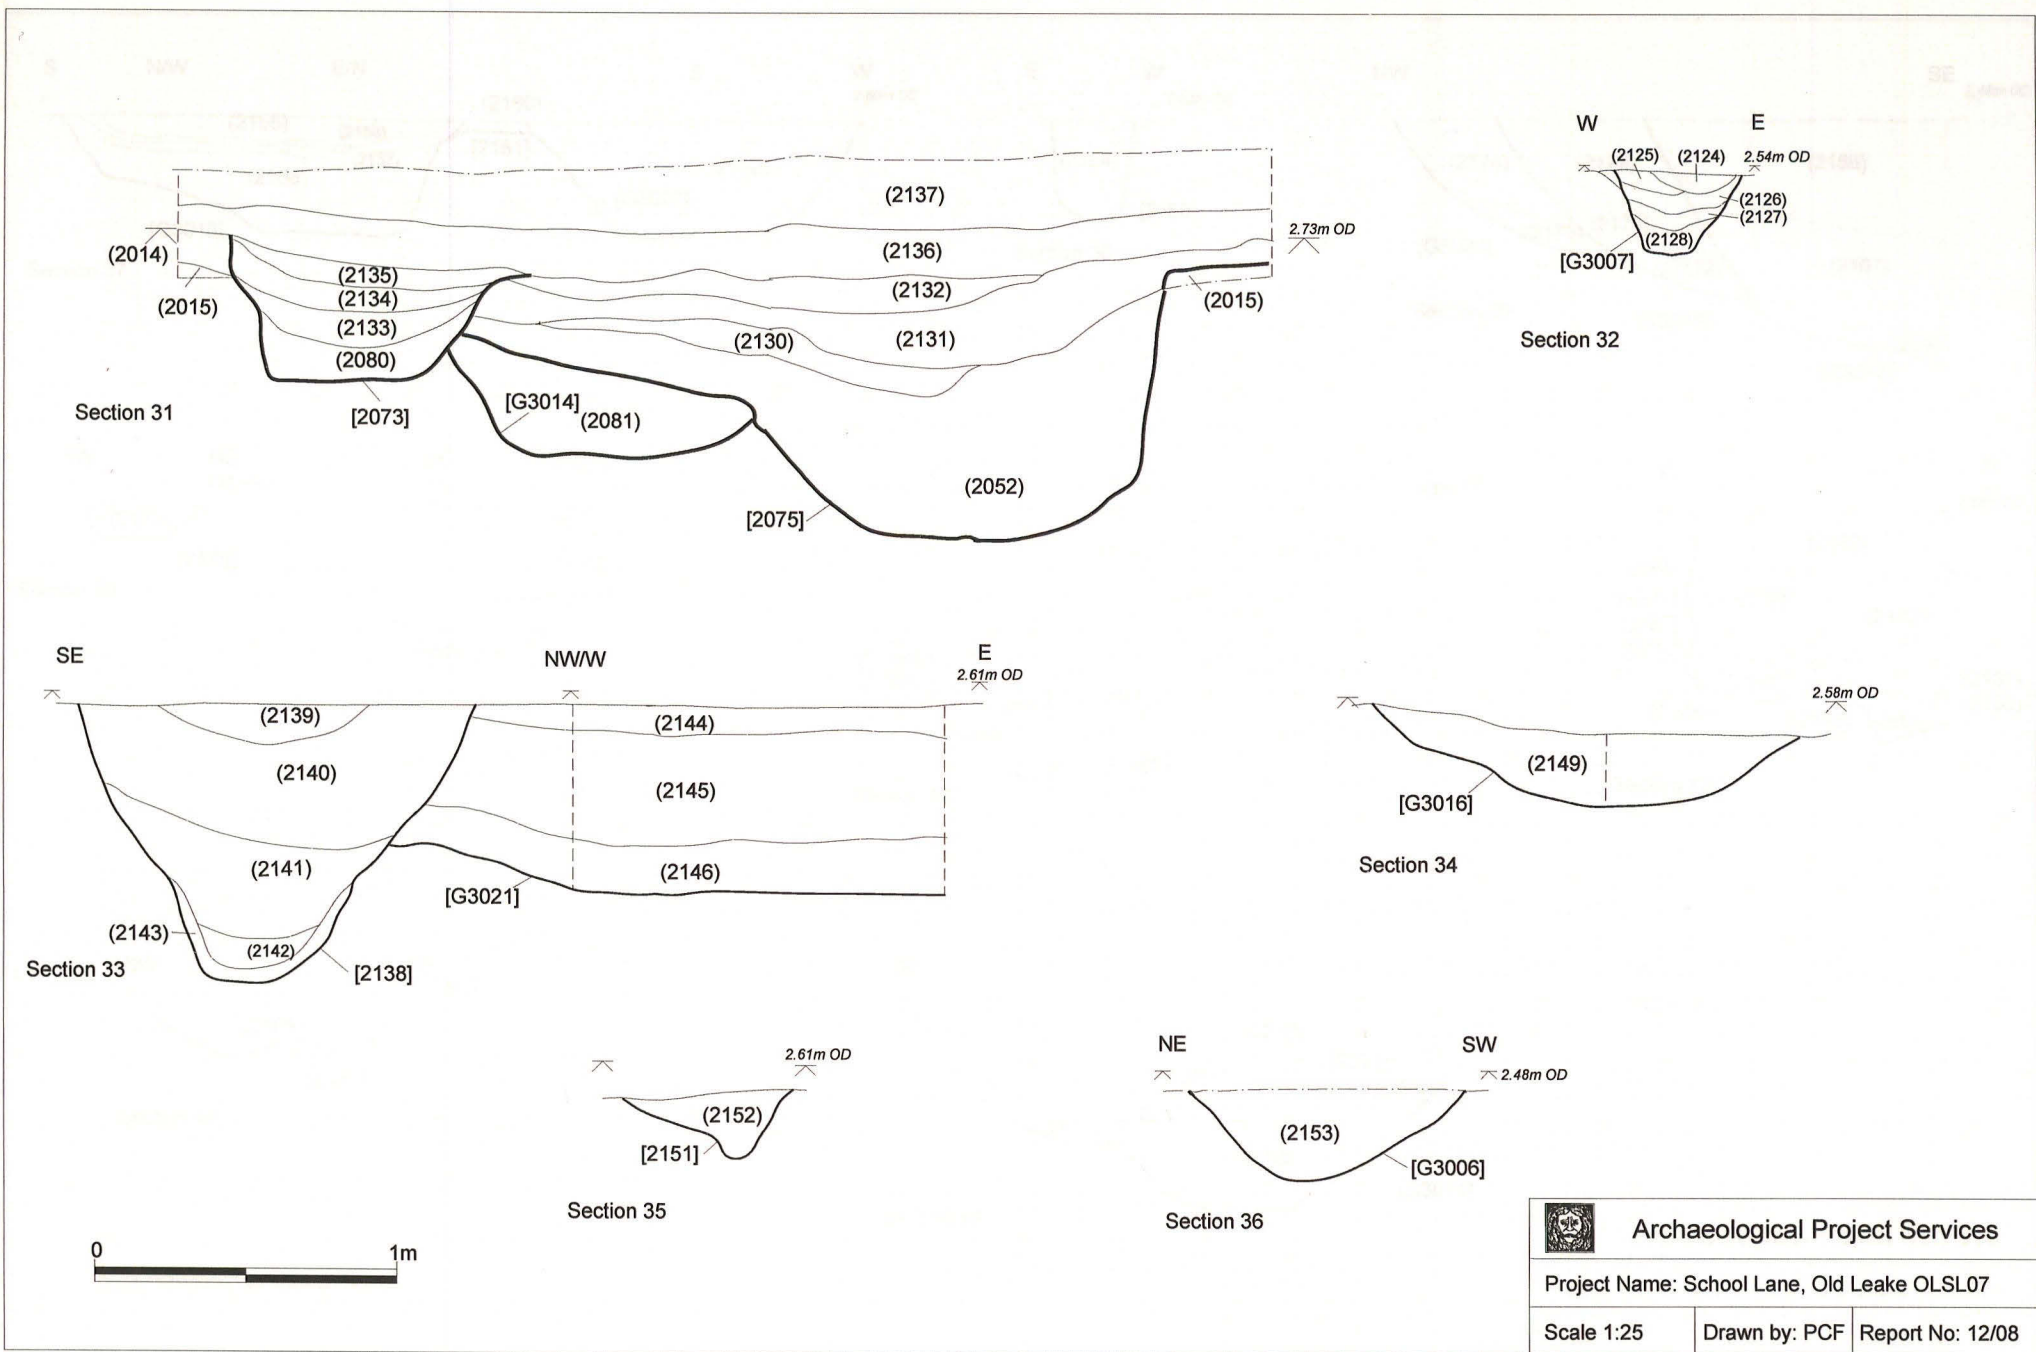 (2137)
(2136)
2.73m OD
(2014)
(2015)
(2135)
(2134)
(2133)
(2080)
(2132)
(2131)
(2130)
(2015)
Section 31
[2073]
[G3014]
(2081)
(2052)
[2075]
W E
(2125) (2124) 2.54m OD
(2126)
(2127)
(2128)
[G3007]
Section 32
SE NW/W E
2.61m OD
(2139)
(2144)
(2140)
(2145)
(2141)
(2146)
[G3021]
(2143)
(2142)
[2138]
Section 33
2.58m OD
(2149)
[G3016]
Section 34
2.61m OD
(2152)
[2151]
Section 35
NE SW
2.48m OD
(2153)
[G3006]
Section 36
0 1m
Archaeological Project Services
Project Name: School Lane, Old Leake OLSL07
Scale 1:25 Drawn by: PCF Report No: 12/08